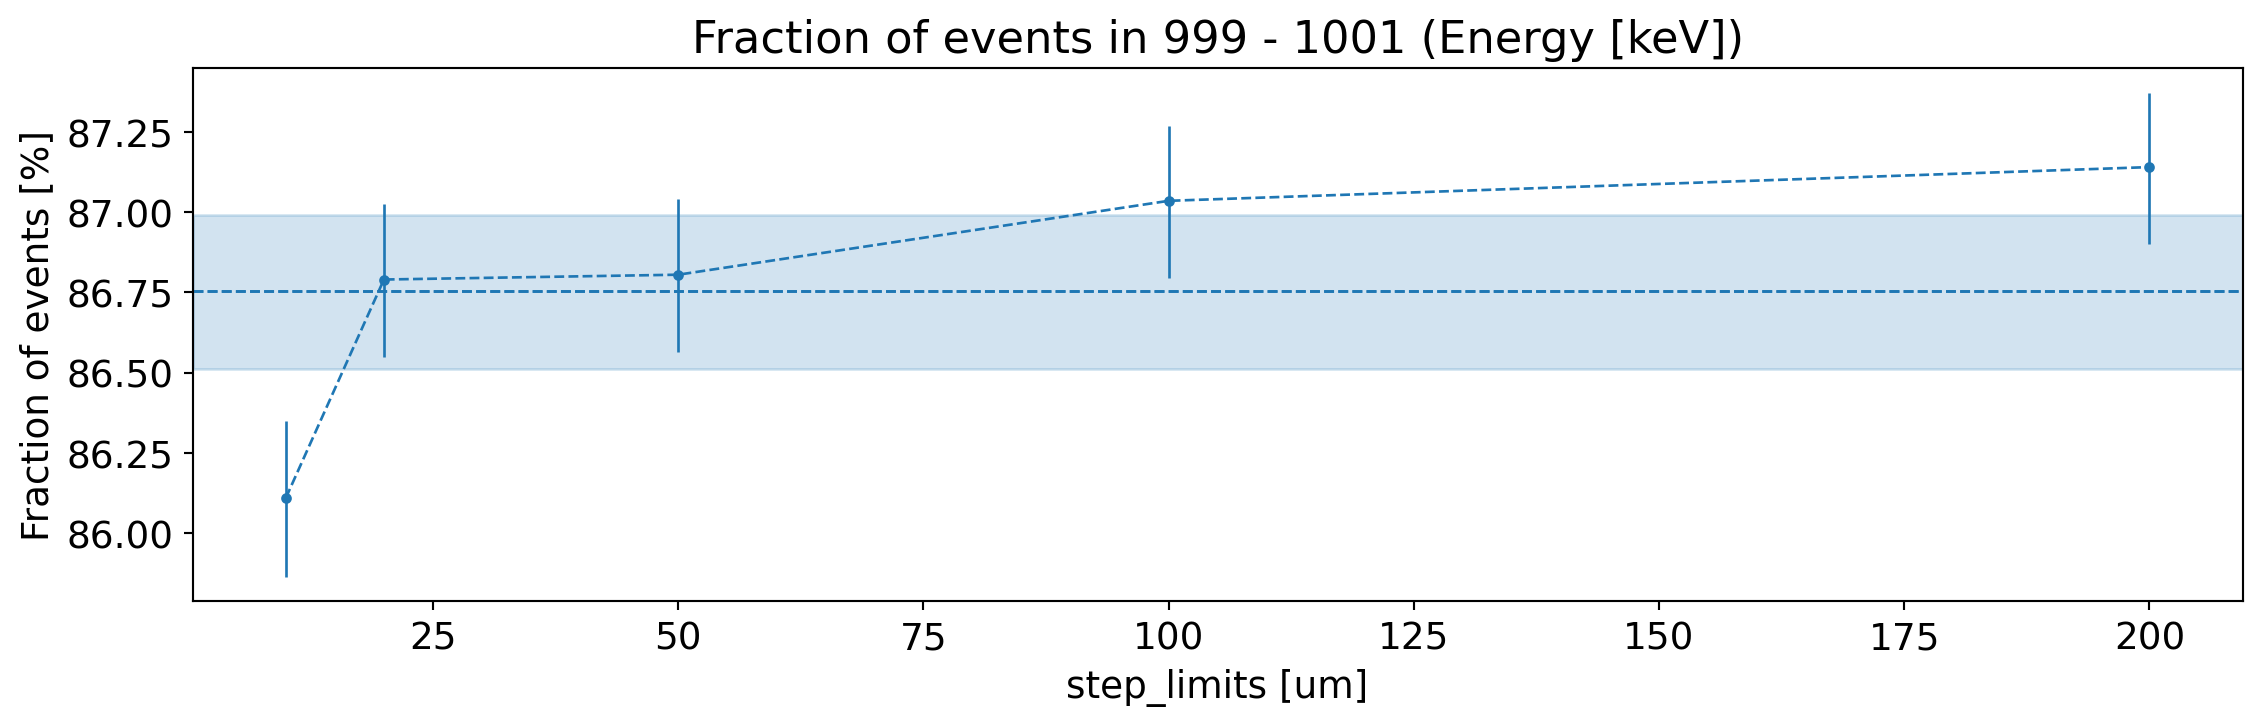 Fraction of events in 999 - 1001 (Energy [keV])
Fraction of events [%]
87.25
87.00
86.75
86.50
86.25
86.00
25 50 75 100 125 150 175 200
step_limits [um]